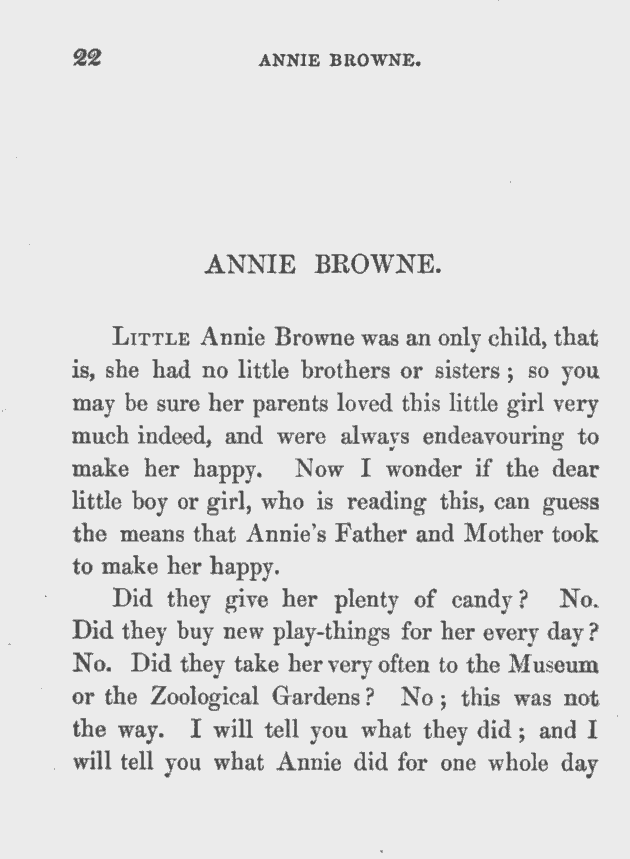 22 ANNIE BROWNE.
ANNIE BROWNE.
LITTLE Annie Browne was an only child, that
is, she had no little brothers or sisters ; so you
may be sure her parents loved this little girl very
much indeed, and were always endeavouring to
make her happy. Now I wonder if the dear
little boy or girl, who is reading this, can guess
the means that Annie's Father and Mother took
to make her happy.
Did they give her plenty of candy ? No.
Did they buy new play-things for her every day ?
No. Did they take her very often to the Museum
or the Zoological Gardens ? No ; this was not
the way. I will tell you what they did ; and I
will tell you what Annie did for one whole day